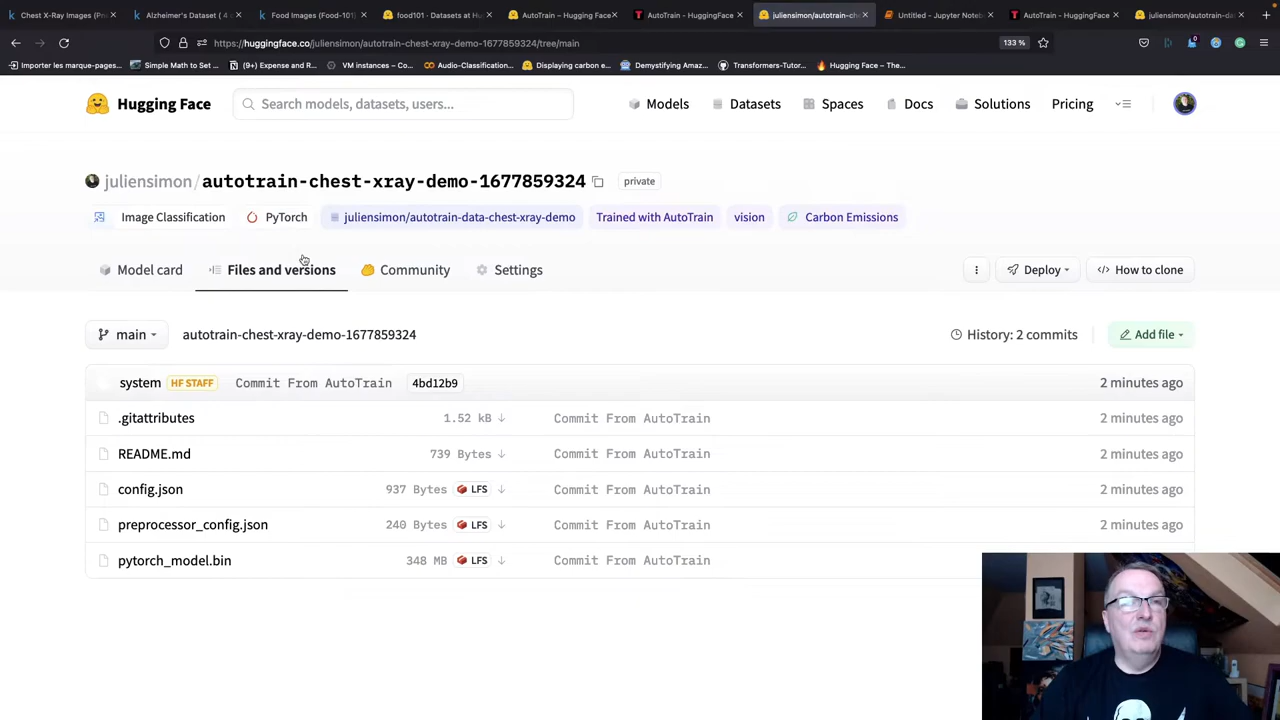 Chest X-Ray Images (Pn
Alzheimer's Dataset ( 4 c
Food Images (Food-101)
food101 · Datasets at Hu
AutoTrain – Hugging Face
AutoTrain - HuggingFace
juliensimon/autotrain-che
Untitled - Jupyter Noteb
AutoTrain - HuggingFace
juliensimon/autotrain-da
https://huggingface.co/juliensimon/autotrain-chest-xray-demo-1677859324/tree/main
133 %
Importer les marque-pages...
Simple Math to Set ...
(9+) Expense and R...
VM instances – Co...
Audio-Classification...
Displaying carbon e...
Demystifying Amaz...
Transformers-Tutor...
Hugging Face – The...
Hugging Face
Search models, datasets, users...
Models
Datasets
Spaces
Docs
Solutions
Pricing
juliensimon/autotrain-chest-xray-demo-1677859324
private
Image Classification
PyTorch
juliensimon/autotrain-data-chest-xray-demo
Trained with AutoTrain
vision
Carbon Emissions
Model card
Files and versions
Community
Settings
Deploy
</> How to clone
main
autotrain-chest-xray-demo-1677859324
History: 2 commits
Add file
system HF STAFF Commit From AutoTrain 4bd12b9 2 minutes ago
.gitattributes 1.52 kB Commit From AutoTrain 2 minutes ago
README.md 739 Bytes Commit From AutoTrain 2 minutes ago
config.json 937 Bytes LFS Commit From AutoTrain 2 minutes ago
preprocessor_config.json 240 Bytes LFS Commit From AutoTrain 2 minutes ago
pytorch_model.bin 348 MB LFS Commit From AutoTrain